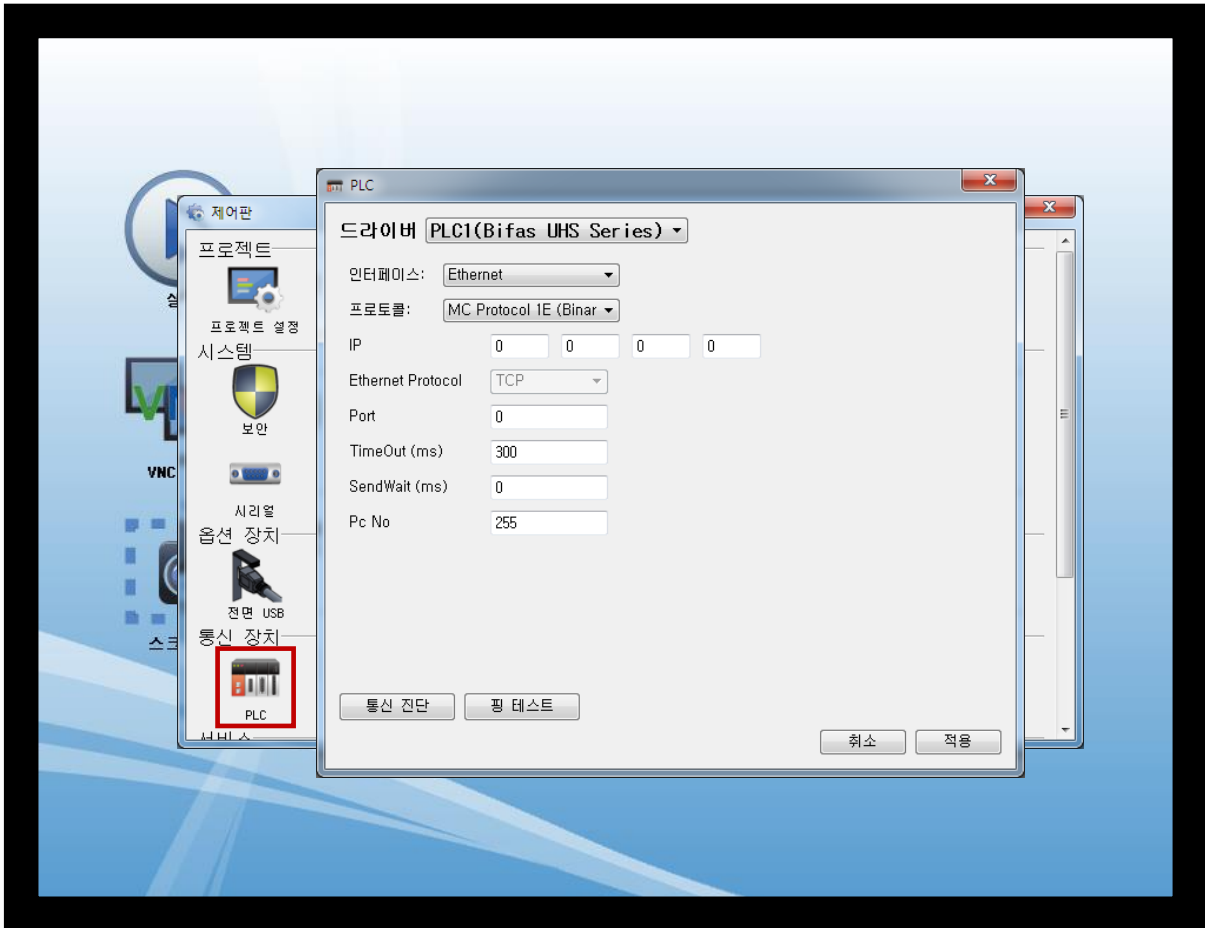 PLC
제어판
드라이버 PLC1(Bifas UHS Series)
프로젝트
인터페이스: Ethernet
프로토콜: MC Protocol 1E (Binar
프로젝트 설정
IP 0 0 0 0
시스템
Ethernet Protocol TCP
Port 0
보안
TimeOut (ms) 300
VNC
SendWait (ms) 0
시리얼
Pc No 255
옵션 장치
전면 USB
통신 장치
PLC
통신 진단 핑 테스트
취소 적용
서비스